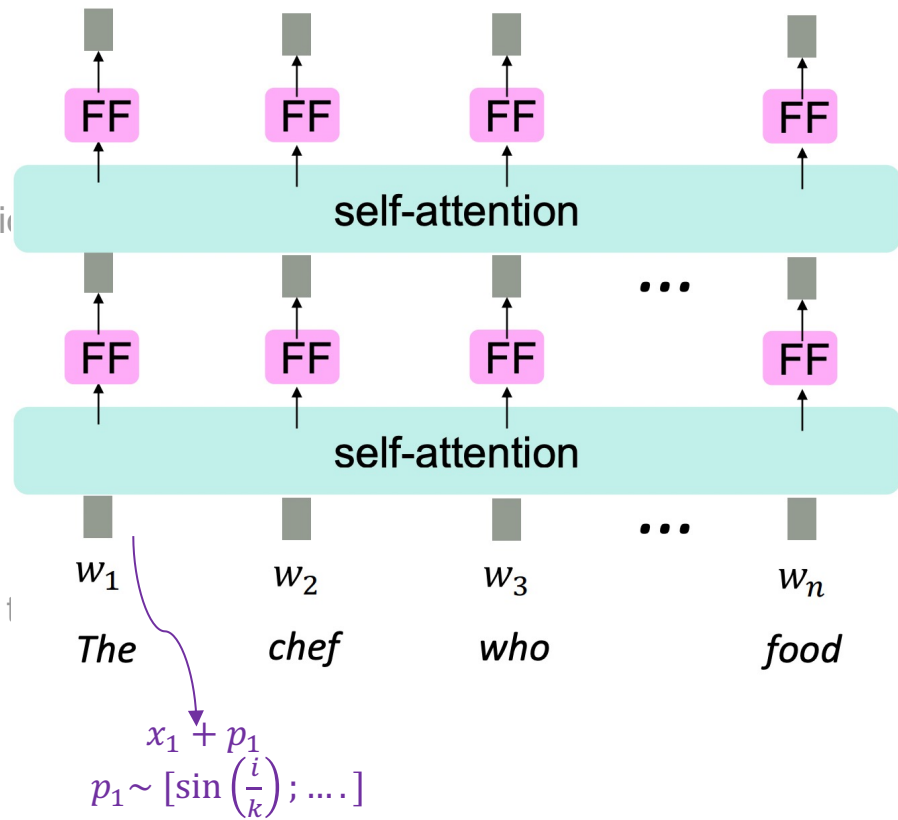 FF FF FF FF
self-attention
...
FF FF FF FF
self-attention
...
w₁ w₂ w₃ wₙ
The chef who food
x₁ + p₁
p₁~ [sin(i/k); ....]